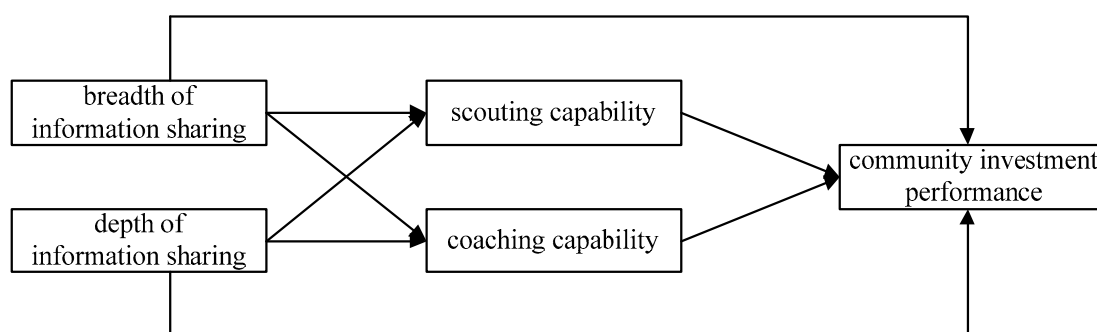 breadth of
information sharing
scouting capability
community investment
performance
depth of
information sharing
coaching capability